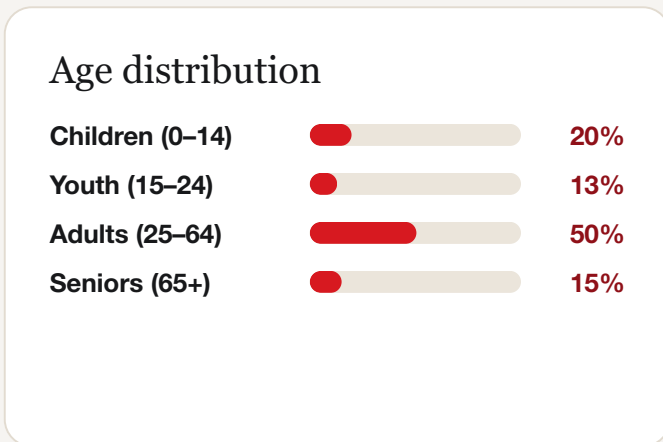 Age distribution
Children (0–14) 20%
Youth (15–24) 13%
Adults (25–64) 50%
Seniors (65+) 15%